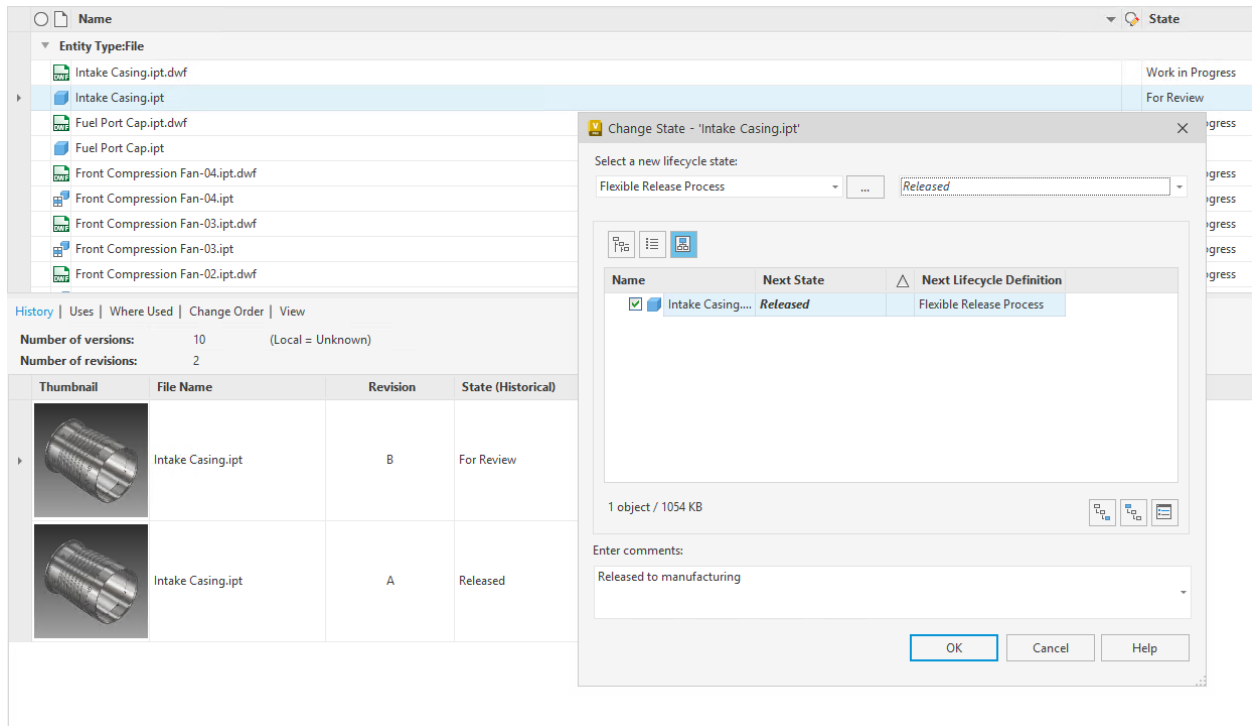 Name State
Entity Type:File
Intake Casing.ipt.dwf Work in Progress
Intake Casing.ipt For Review
Fuel Port Cap.ipt.dwf ogress
Fuel Port Cap.ipt
Front Compression Fan-04.ipt.dwf ogress
Front Compression Fan-04.ipt ogress
Front Compression Fan-03.ipt.dwf ogress
Front Compression Fan-03.ipt ogress
Front Compression Fan-02.ipt.dwf ogress
History | Uses | Where Used | Change Order | View
Number of versions: 10 (Local = Unknown)
Number of revisions: 2
Thumbnail File Name Revision State (Historical)
Intake Casing.ipt B For Review
Intake Casing.ipt A Released
Change State - 'Intake Casing.ipt'
Select a new lifecycle state:
Flexible Release Process ... Released
Name Next State Next Lifecycle Definition
Intake Casing.... Released Flexible Release Process
1 object / 1054 KB
Enter comments:
Released to manufacturing
OK Cancel Help